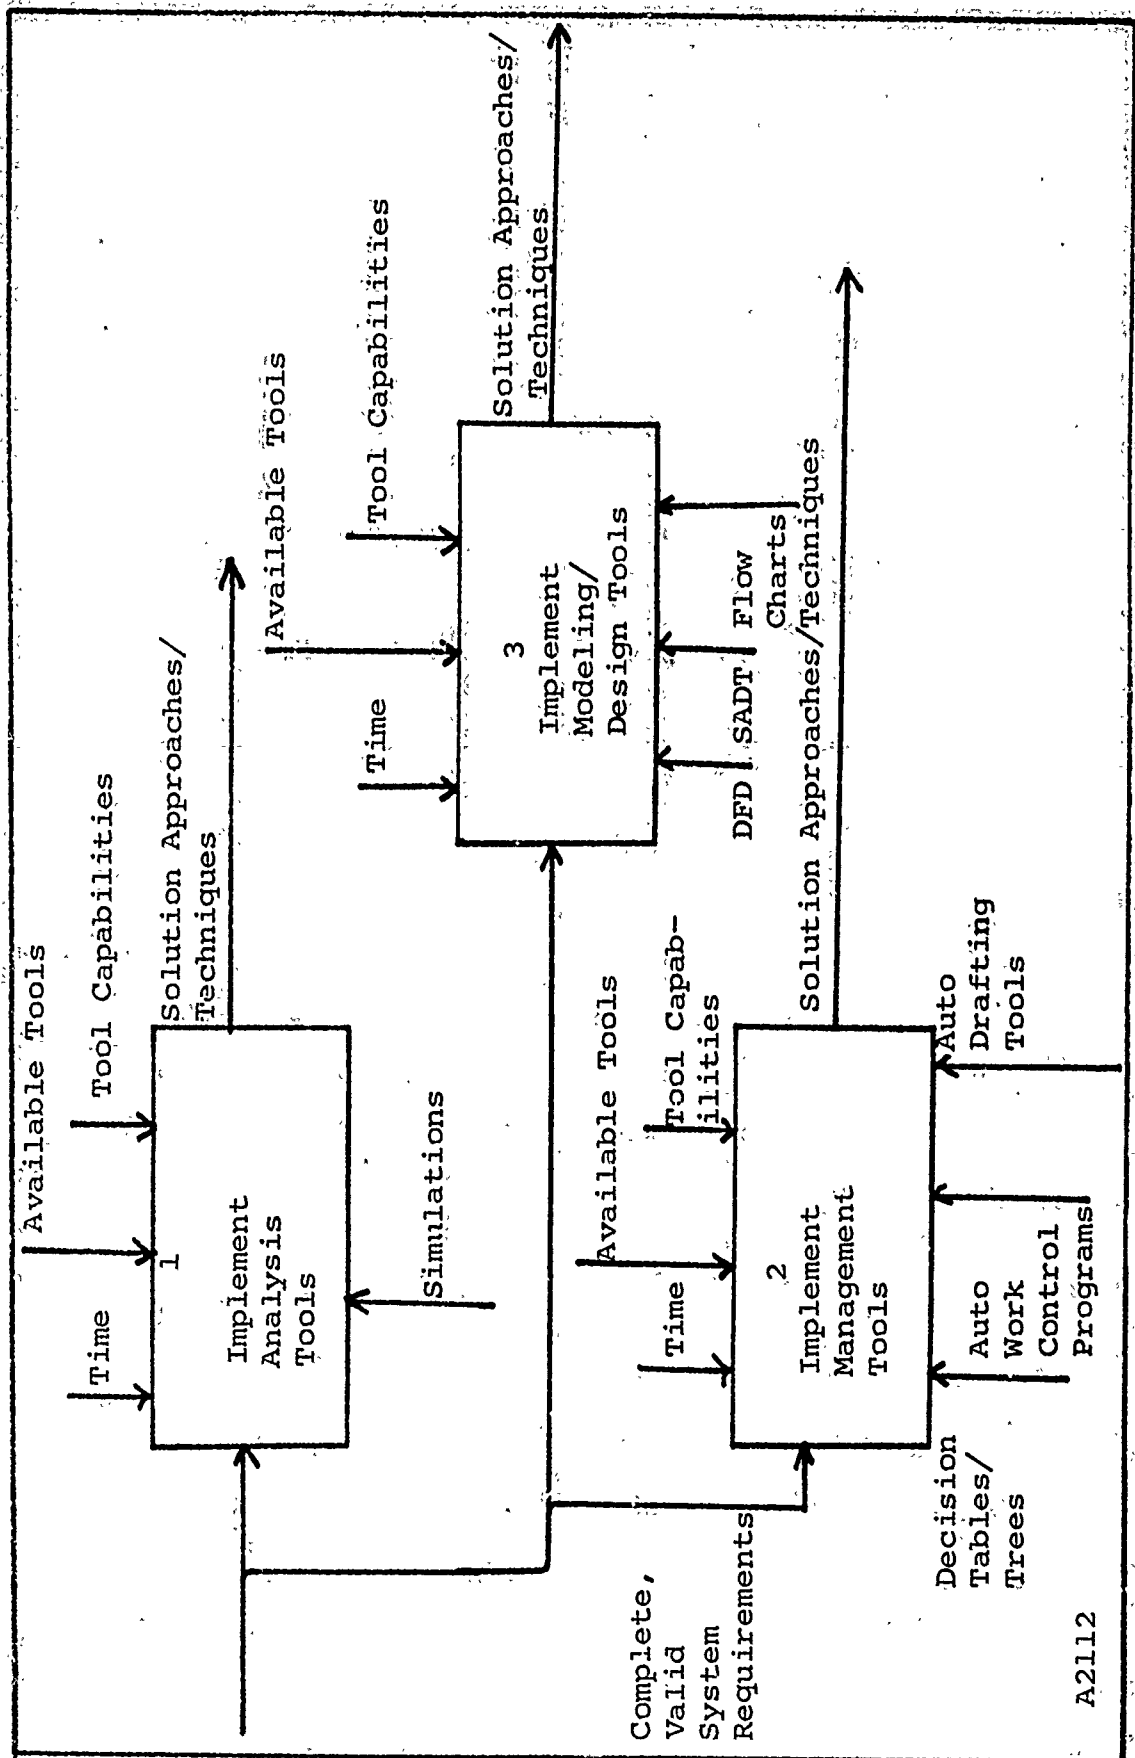 Available Tools
Tool Capabilities
Time
Solution Approaches/
Techniques
1
Implement
Analysis
Tools
Simulations
Available Tools
Tool Capabilities
Time
Solution Approaches/
Techniques
3
Implement
Modeling/
Design Tools
DFD
SADT
Flow
Charts
Complete,
Valid
System
Requirements
Available Tools
Tool Capab-
ilities
Time
Solution Approaches/Techniques
2
Implement
Management
Tools
Decision
Tables/
Trees
Auto
Work
Control
Programs
Auto
Drafting
Tools
A2112